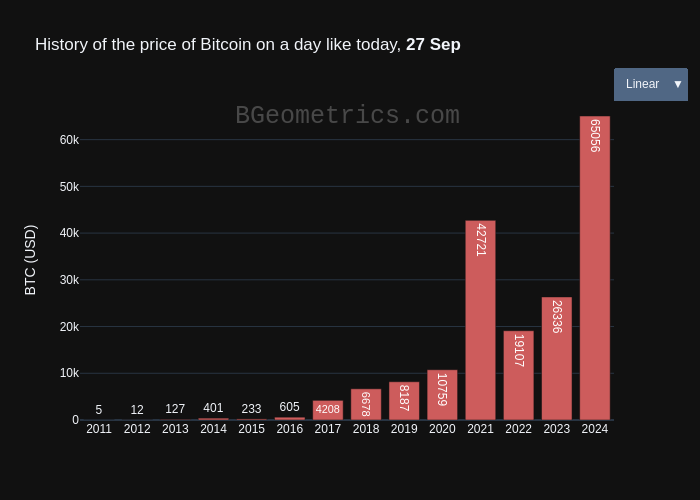 History of the price of Bitcoin on a day like today, 27 Sep
Linear ▼
BGeometrics.com
BTC (USD)
60k
50k
40k
30k
20k
10k
0
5
12
127
401
233
605
4208
6678
8187
10759
42721
19107
26336
65056
2011 2012 2013 2014 2015 2016 2017 2018 2019 2020 2021 2022 2023 2024